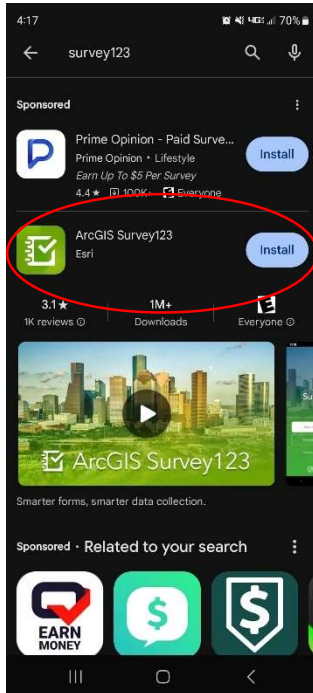 4:17
4G 70%
survey123
Sponsored
Prime Opinion - Paid Surve...
Prime Opinion • Lifestyle
Install
Earn Up To $5 Per Survey
4.4★ 100K+ E Everyone
ArcGIS Survey123
Esri
Install
3.1★ 1M+ E
1K reviews Downloads Everyone
ArcGIS Survey123
Su
Smarter forms, smarter data collection.
Sponsored · Related to your search
EARN
MONEY
$
$